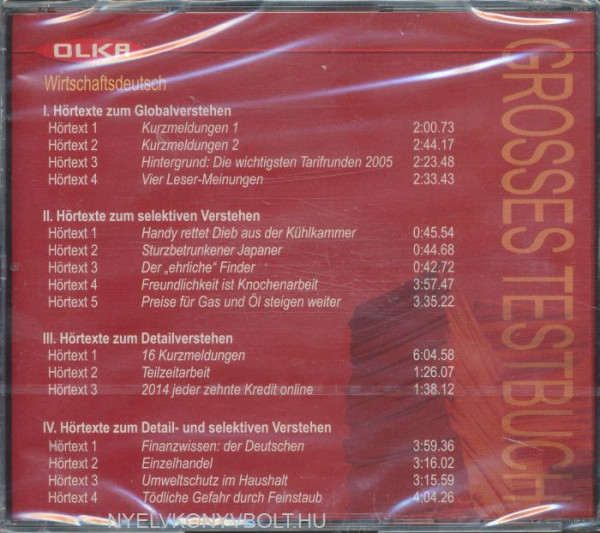 OLKA
Wirtschaftsdeutsch
I. Hörtexte zum Globalverstehen
Hörtext 1 Kurzmeldungen 1 2:00.73
Hörtext 2 Kurzmeldungen 2 2:44.17
Hörtext 3 Hintergrund: Die wichtigsten Tarifrunden 2005 2:23.48
Hörtext 4 Vier Leser-Meinungen 2:33.43
II. Hörtexte zum selektiven Verstehen
Hörtext 1 Handy rettet Dieb aus der Kühlkammer 0:45.54
Hörtext 2 Sturzbetrunkener Japaner 0:44.68
Hörtext 3 Der „ehrliche" Finder 0:42.72
Hörtext 4 Freundlichkeit ist Knochenarbeit 3:57.47
Hörtext 5 Preise für Gas und Öl steigen weiter 3.35.22
III. Hörtexte zum Detailverstehen
Hörtext 1 16 Kurzmeldungen 6:04.58
Hörtext 2 Teilzeitarbeit 1:26.07
Hörtext 3 2014 jeder zehnte Kredit online 1:38.12
IV. Hörtexte zum Detail- und selektiven Verstehen
Hörtext 1 Finanzwissen: der Deutschen 3:59.36
Hörtext 2 Einzelhandel 3:16.02
Hörtext 3 Umweltschutz im Haushalt 3:15.59
Hörtext 4 Tödliche Gefahr durch Feinstaub 4:04.26
GROSSES TESTBUCH
NYELVKONYVBOLT.HU